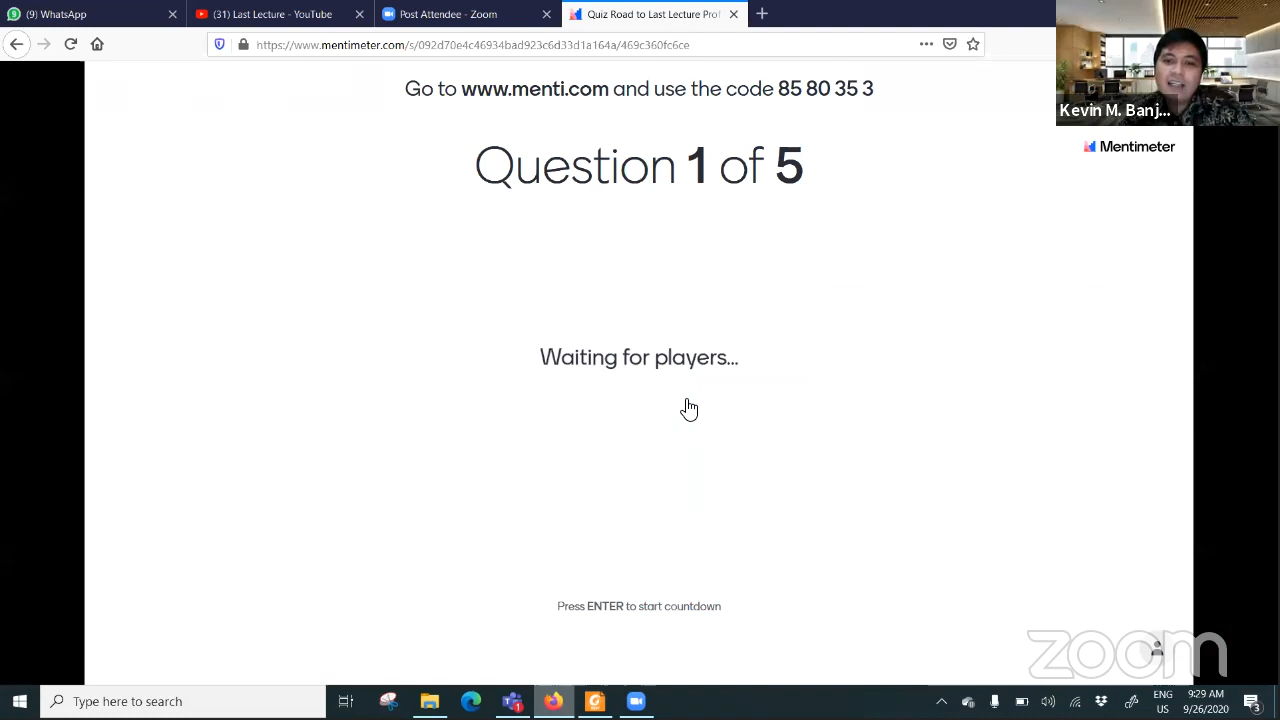 (9) WhatsApp
(31) Last Lecture - YouTube
Post Attendee - Zoom
Quiz Road to Last Lecture Prof
https://www.mentimeter.com/s/
Go to www.menti.com and use the code 85 80 35 3
Kevin M. Banj...
Mentimeter
Question 1 of 5
Waiting for players...
Press ENTER to start countdown
zoom
Type here to search
ENG
US
9:29 AM
9/26/2020